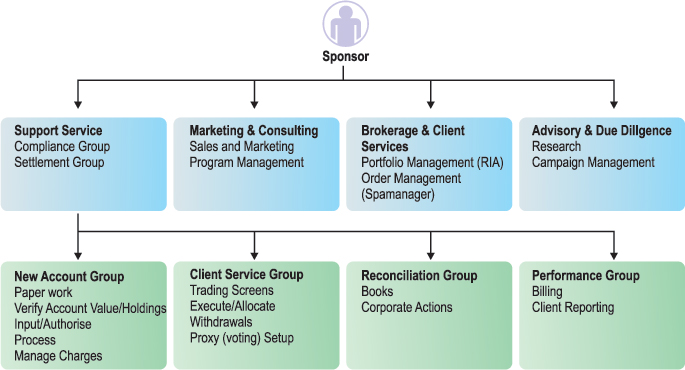 Sponsor
Support Service
Compliance Group
Settlement Group
Marketing & Consulting
Sales and Marketing
Program Management
Brokerage & Client
Services
Portfolio Management (RIA)
Order Management
(Spamanager)
Advisory & Due Dillgence
Research
Campaign Management
New Account Group
Paper work
Verify Account Value/Holdings
Input/Authorise
Process
Manage Charges
Client Service Group
Trading Screens
Execute/Allocate
Withdrawals
Proxy (voting) Setup
Reconciliation Group
Books
Corporate Actions
Performance Group
Billing
Client Reporting